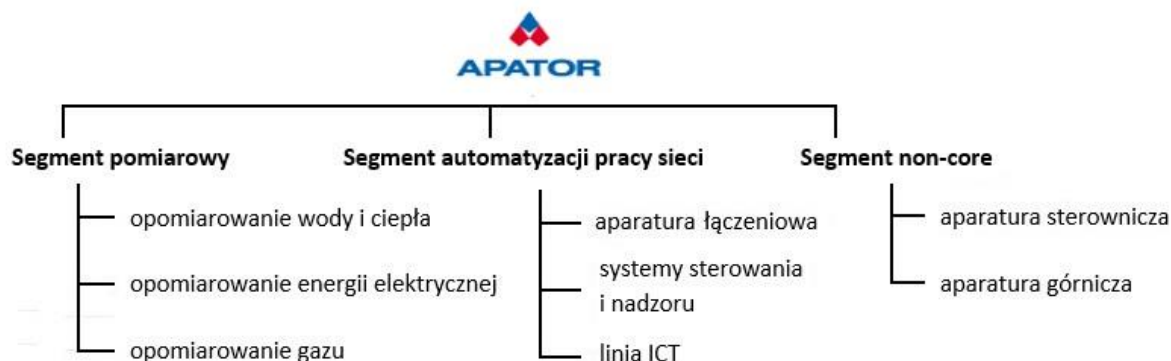 APATOR
Segment pomiarowy
opomiarowanie wody i ciepła
opomiarowanie energii elektrycznej
opomiarowanie gazu
Segment automatyzacji pracy sieci
aparatura łączeniowa
systemy sterowania
i nadzoru
linia ICT
Segment non-core
aparatura sterownicza
aparatura górnicza